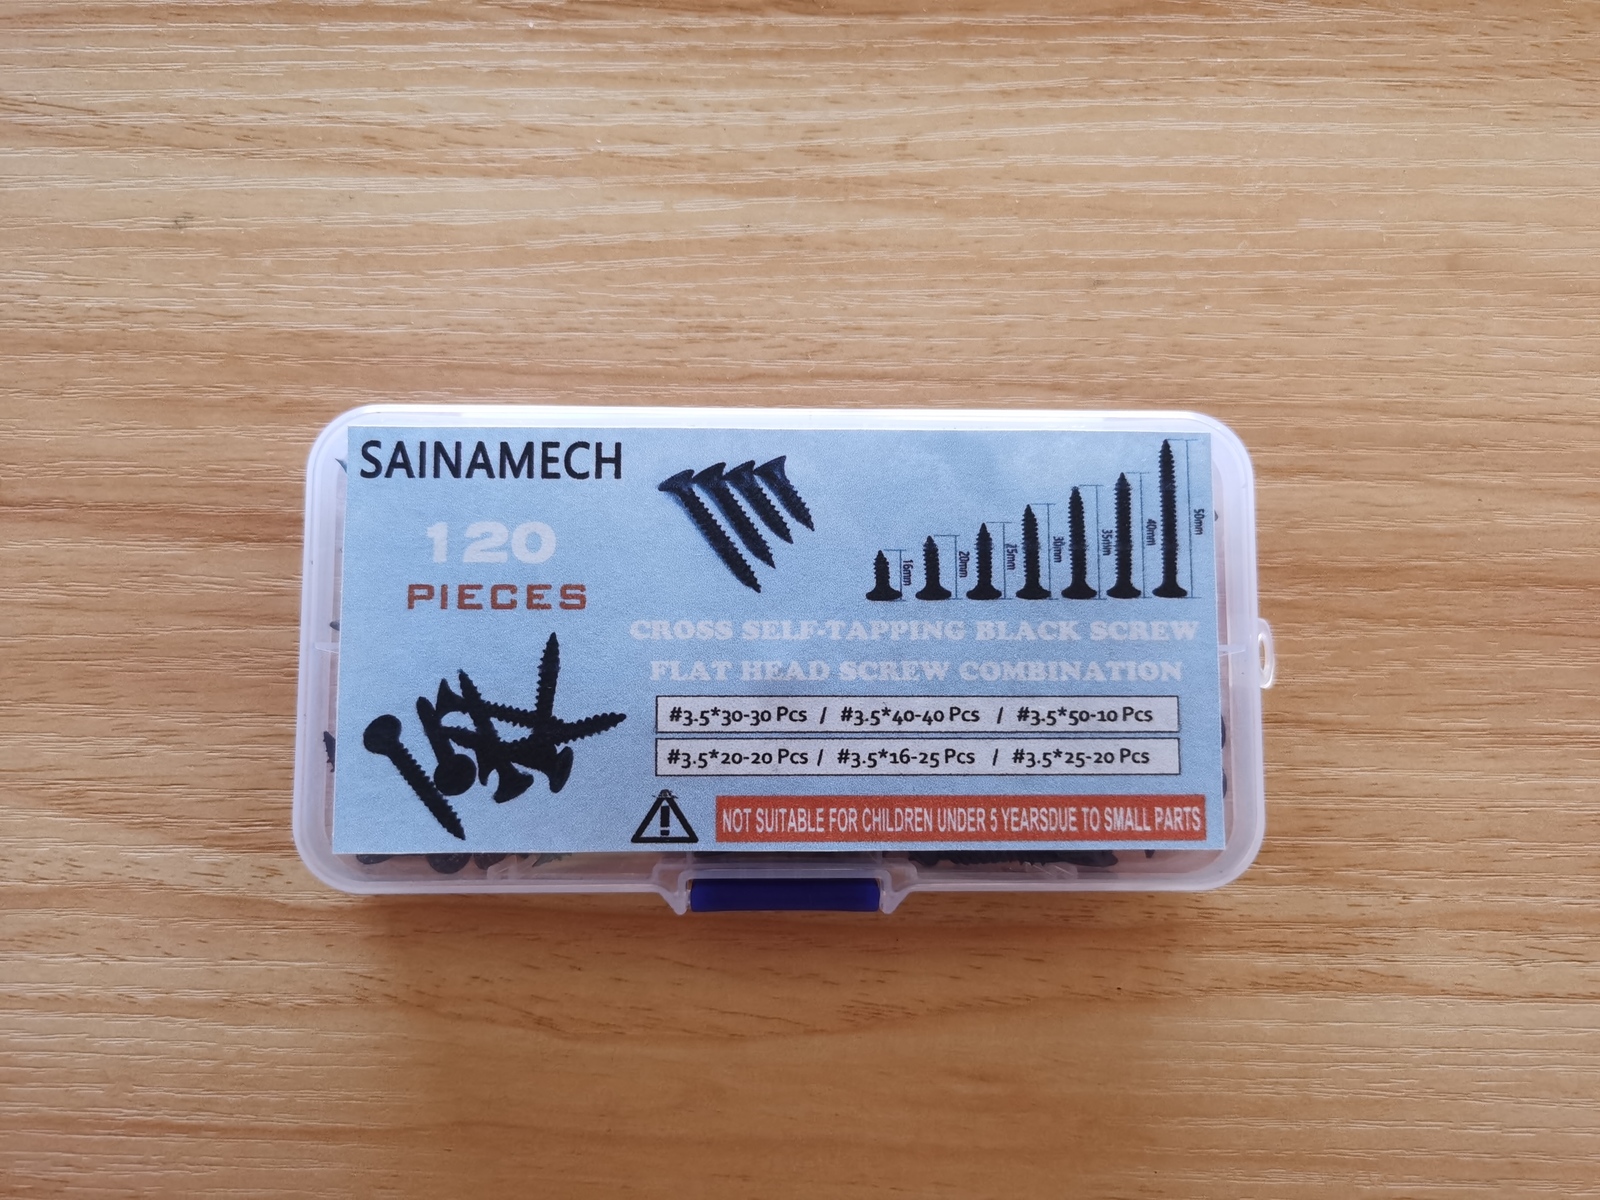 SAINAMECH
120
PIECES
16mm
20mm
25mm
30mm
35mm
40mm
50mm
CROSS SELF-TAPPING BLACK SCREW
FLAT HEAD SCREW COMBINATION
#3.5*30-30 Pcs / #3.5*40-40 Pcs / #3.5*50-10 Pcs
#3.5*20-20 Pcs / #3.5*16-25 Pcs / #3.5*25-20 Pcs
NOT SUITABLE FOR CHILDREN UNDER 5 YEARSDUE TO SMALL PARTS